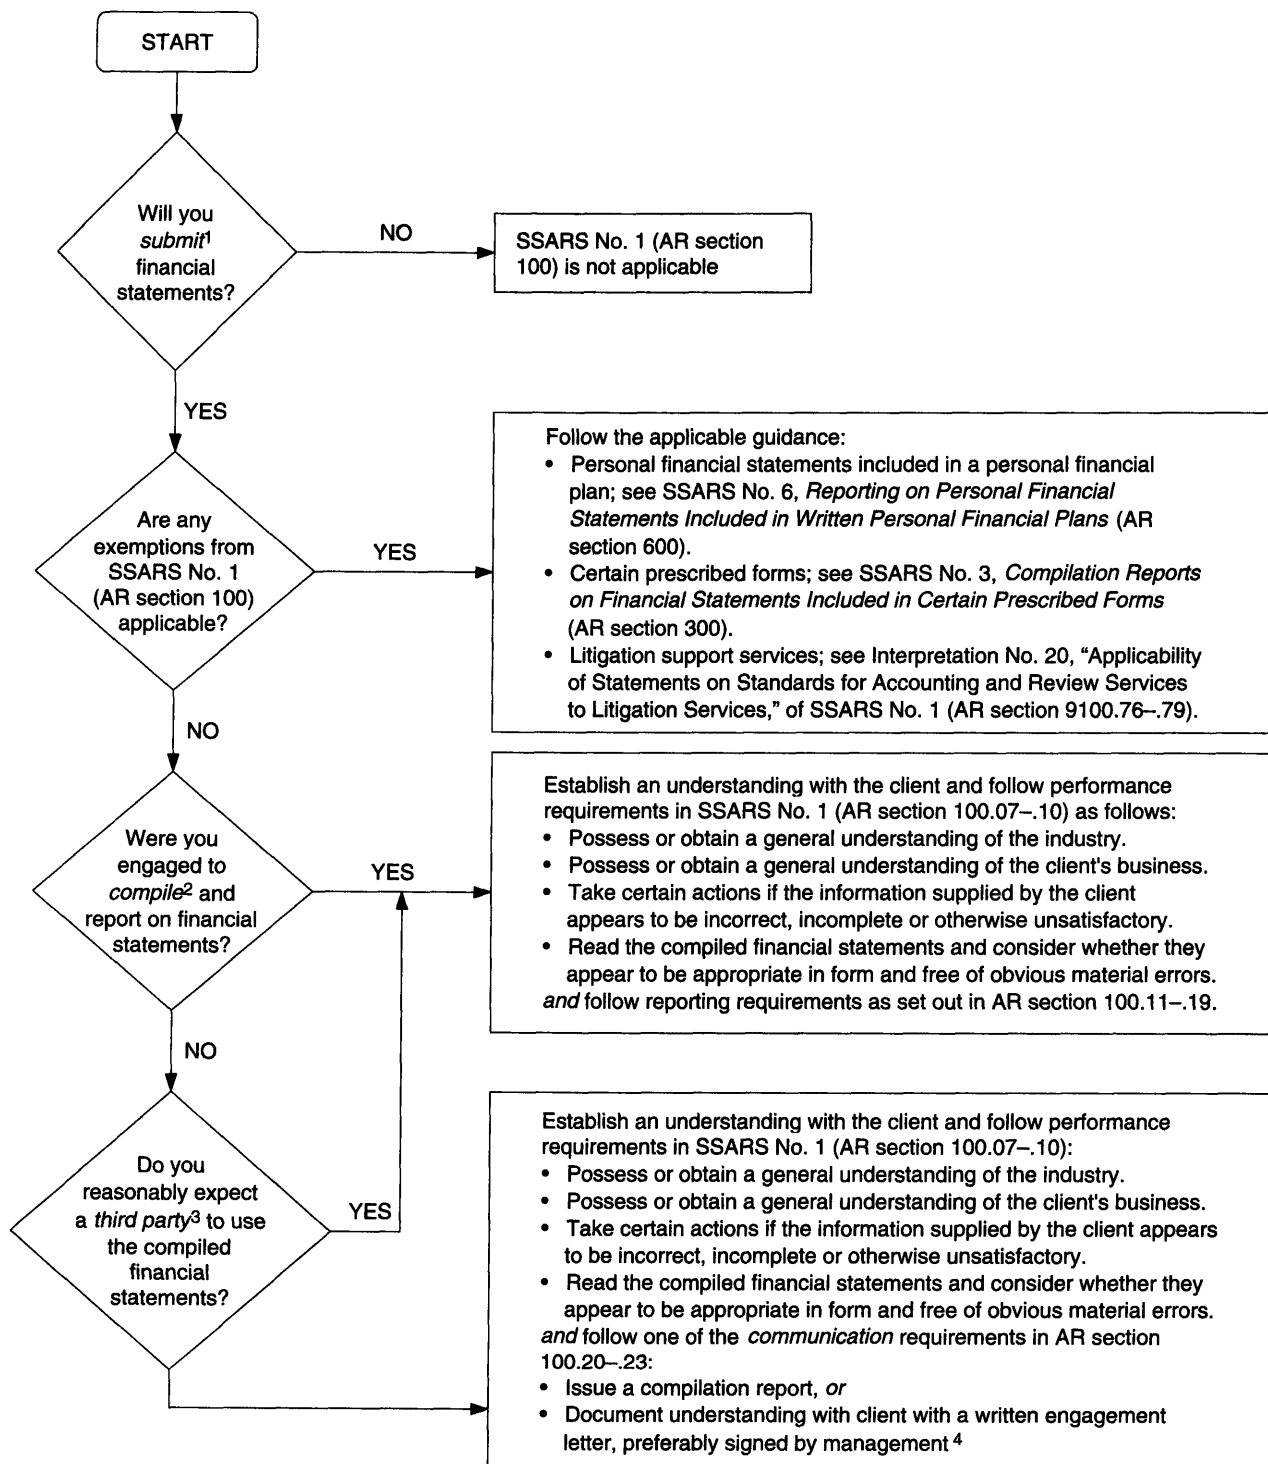 START
Will you
submit1
financial
statements?
NO
SSARS No. 1 (AR section
100) is not applicable
YES
Are any
exemptions from
SSARS No. 1
(AR section 100)
applicable?
YES
Follow the applicable guidance:
• Personal financial statements included in a personal financial
plan; see SSARS No. 6, Reporting on Personal Financial
Statements Included in Written Personal Financial Plans (AR
section 600).
• Certain prescribed forms; see SSARS No. 3, Compilation Reports
on Financial Statements Included in Certain Prescribed Forms
(AR section 300).
• Litigation support services; see Interpretation No. 20, “Applicability
of Statements on Standards for Accounting and Review Services
to Litigation Services,” of SSARS No. 1 (AR section 9100.76–.79).
NO
Were you
engaged to
compile2 and
report on financial
statements?
YES
Establish an understanding with the client and follow performance
requirements in SSARS No. 1 (AR section 100.07–.10) as follows:
• Possess or obtain a general understanding of the industry.
• Possess or obtain a general understanding of the client's business.
• Take certain actions if the information supplied by the client
appears to be incorrect, incomplete or otherwise unsatisfactory.
• Read the compiled financial statements and consider whether they
appear to be appropriate in form and free of obvious material errors.
and follow reporting requirements as set out in AR section 100.11–.19.
NO
Do you
reasonably expect
a third party3 to use
the compiled
financial
statements?
YES
Establish an understanding with the client and follow performance
requirements in SSARS No. 1 (AR section 100.07–.10):
• Possess or obtain a general understanding of the industry.
• Possess or obtain a general understanding of the client's business.
• Take certain actions if the information supplied by the client appears
to be incorrect, incomplete or otherwise unsatisfactory.
• Read the compiled financial statements and consider whether they
appear to be appropriate in form and free of obvious material errors.
and follow one of the communication requirements in AR section
100.20–.23:
• Issue a compilation report, or
• Document understanding with client with a written engagement
letter, preferably signed by management 4